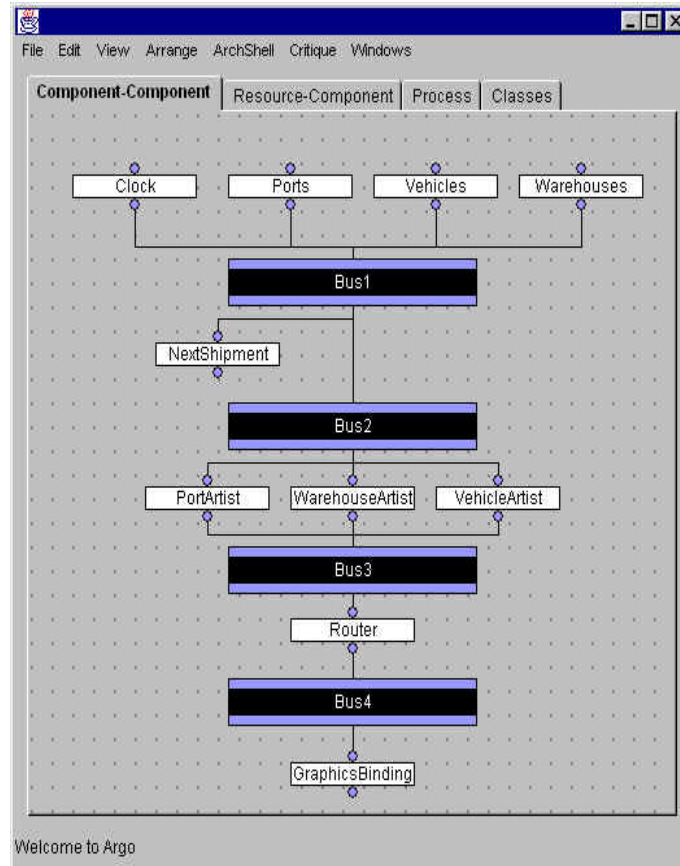 File Edit View Arrange ArchShell Critique Windows
Component-Component Resource-Component Process Classes
Clock Ports Vehicles Warehouses
Bus1
NextShipment
Bus2
PortArtist WarehouseArtist VehicleArtist
Bus3
Router
Bus4
GraphicsBinding
Welcome to Argo